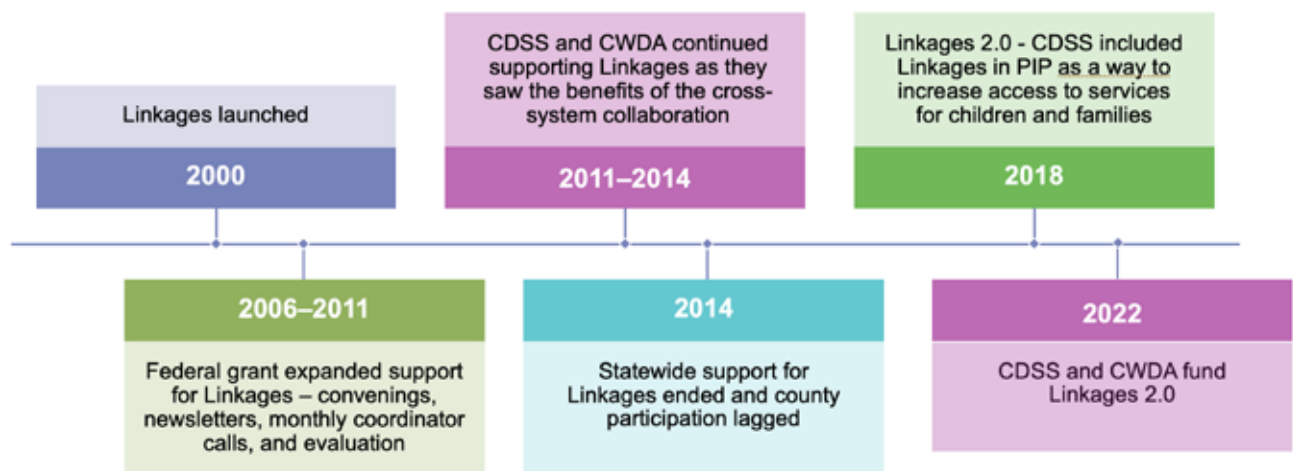 Linkages launched
2000
2006–2011
Federal grant expanded support
for Linkages – convenings,
newsletters, monthly coordinator
calls, and evaluation
CDSS and CWDA continued
supporting Linkages as they
saw the benefits of the cross-
system collaboration
2011–2014
2014
Statewide support for
Linkages ended and county
participation lagged
Linkages 2.0 - CDSS included
Linkages in PIP as a way to
increase access to services
for children and families
2018
2022
CDSS and CWDA fund
Linkages 2.0